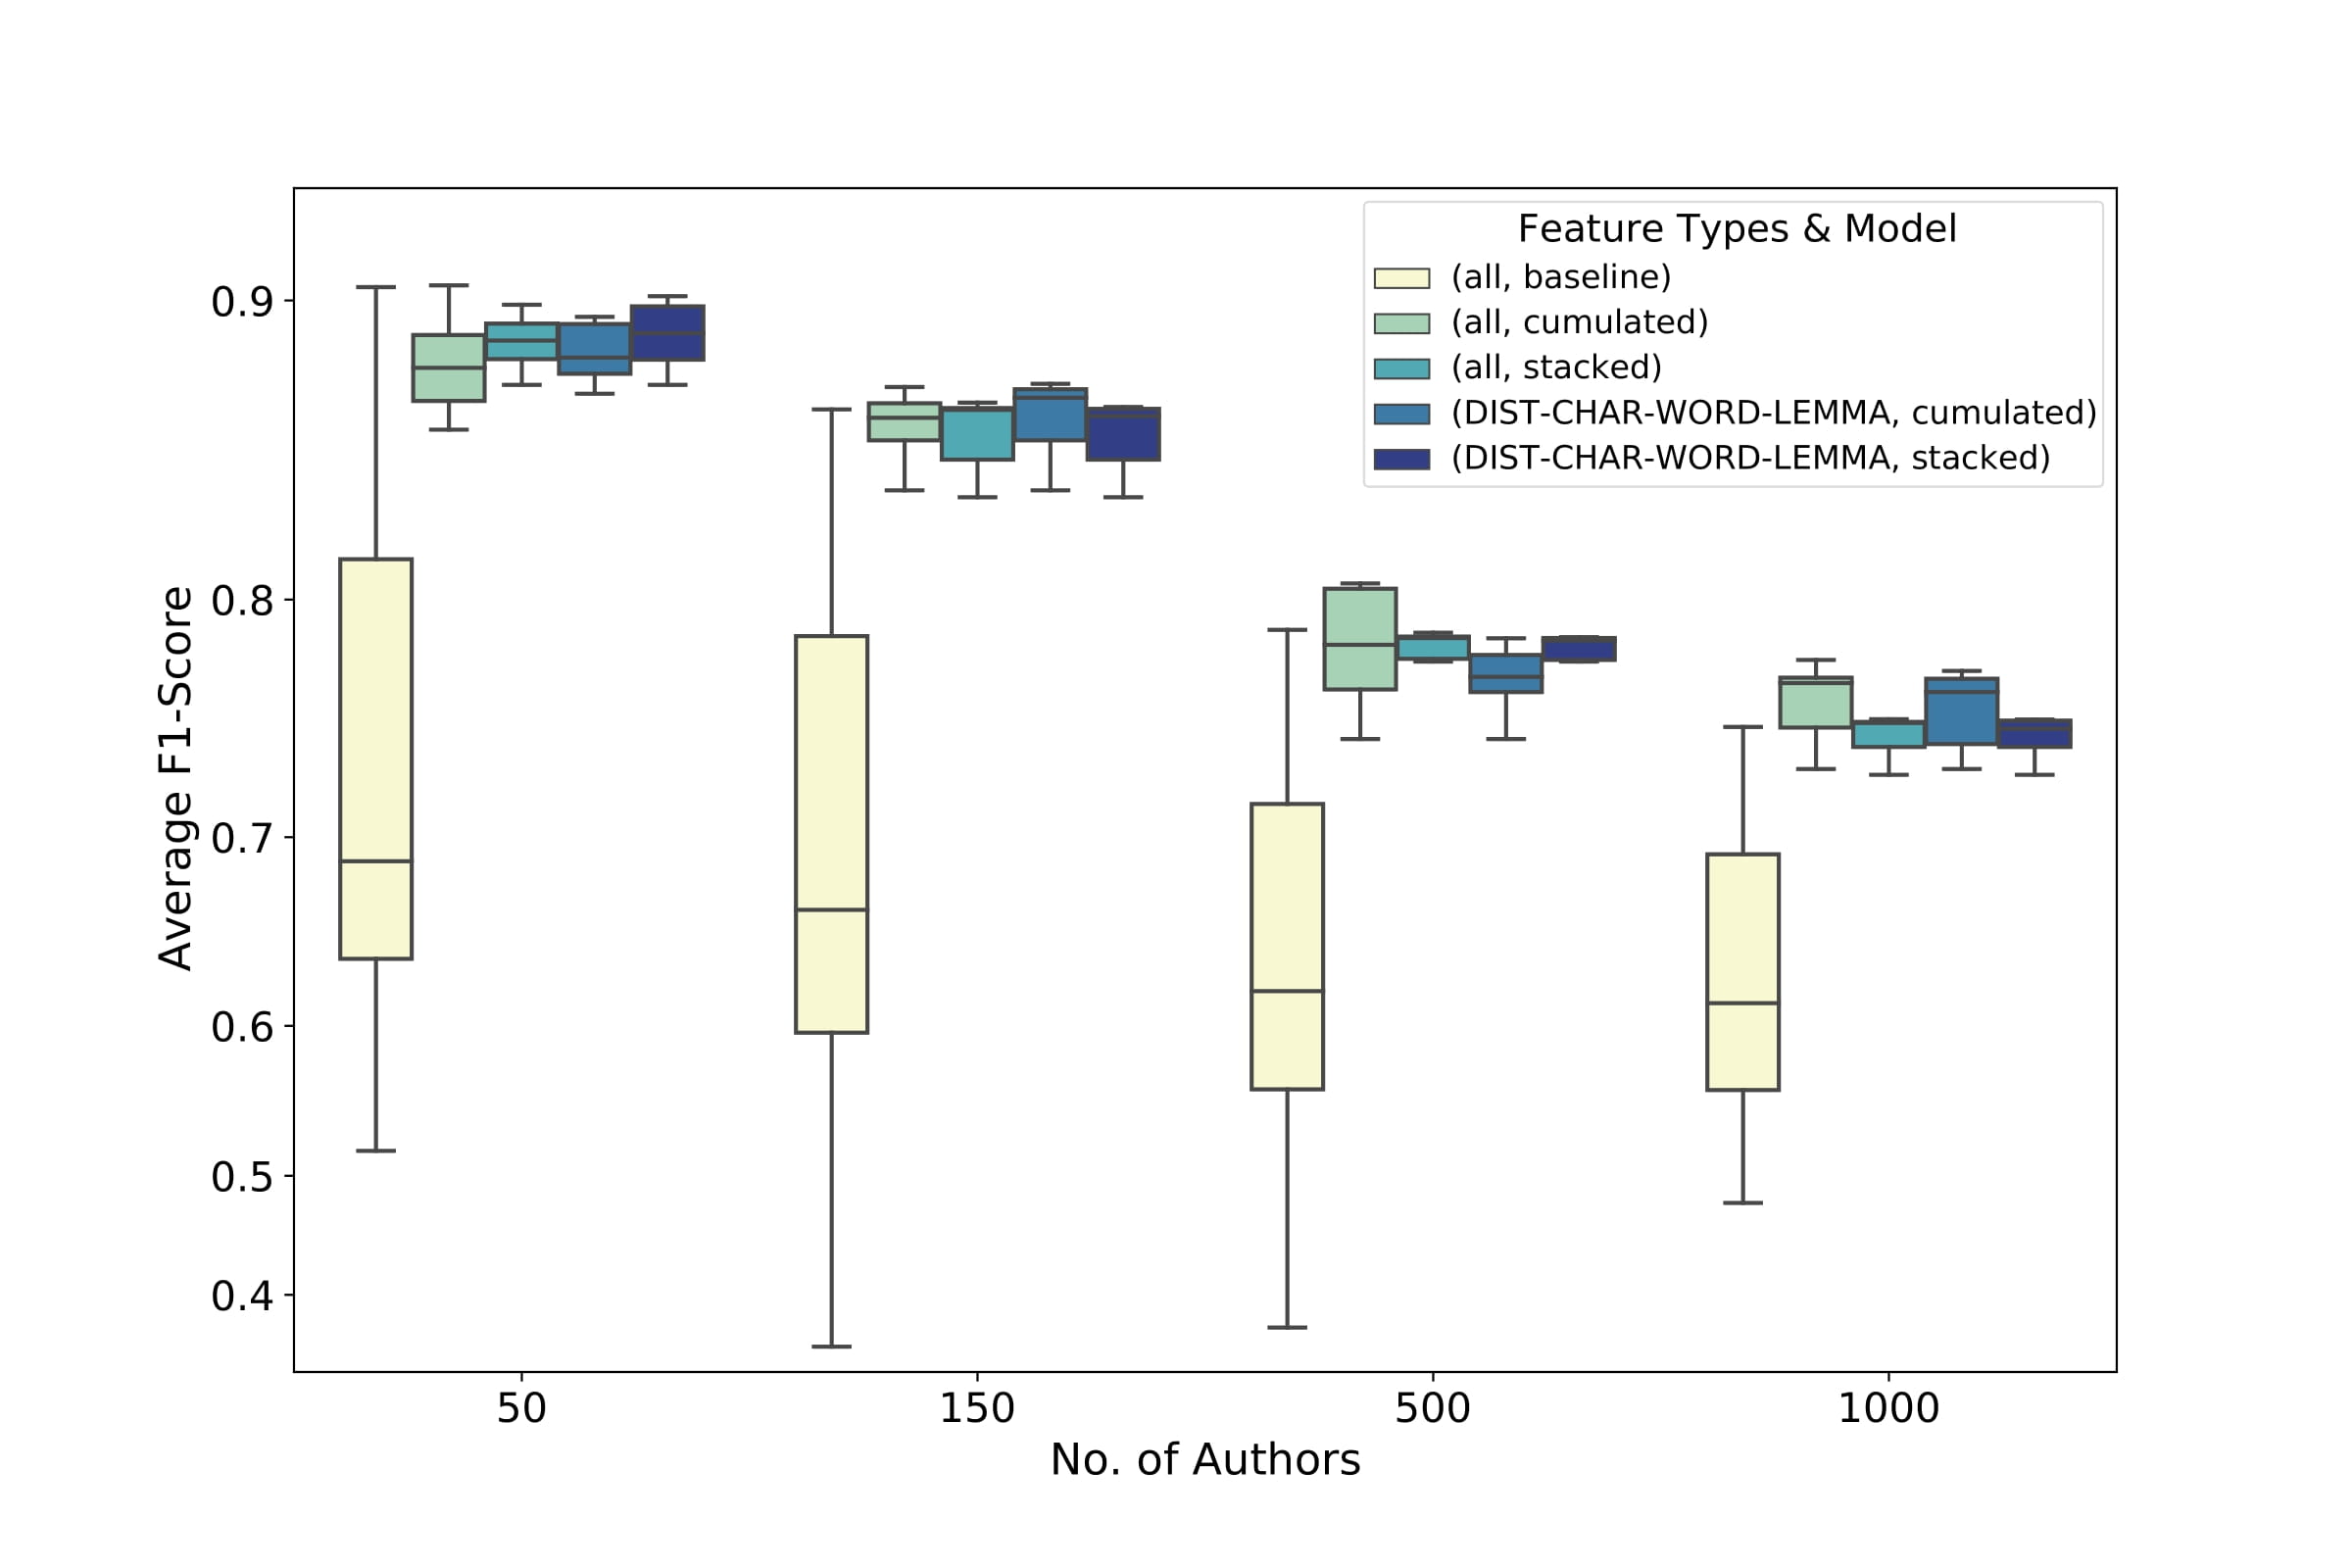 Feature Types & Model
(all, baseline)
(all, cumulated)
(all, stacked)
(DIST-CHAR-WORD-LEMMA, cumulated)
(DIST-CHAR-WORD-LEMMA, stacked)
Average F1-Score
0.9
0.8
0.7
0.6
0.5
0.4
50 150 500 1000
No. of Authors